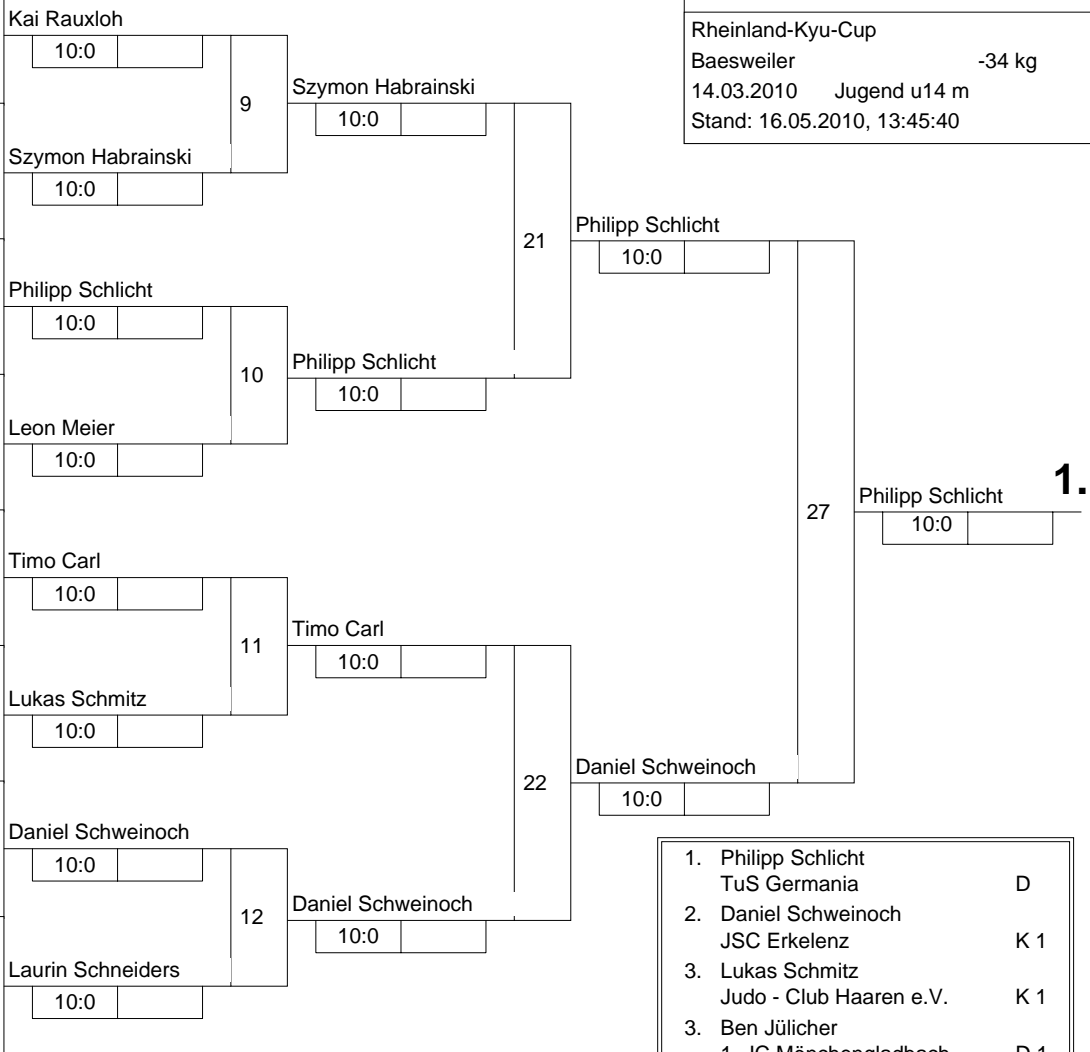 Rheinland-Kyu-Cup
Baesweiler -34 kg
14.03.2010 Jugend u14 m
Stand: 16.05.2010, 13:45:40
Kai Rauxloh
10:0
9
Szymon Habrainski
10:0
Szymon Habrainski
10:0
21
Philipp Schlicht
10:0
Philipp Schlicht
10:0
10
Philipp Schlicht
10:0
Leon Meier
10:0
27
Philipp Schlicht 1.
10:0
Timo Carl
10:0
11
Timo Carl
10:0
Lukas Schmitz
10:0
22
Daniel Schweinoch
10:0
Daniel Schweinoch
10:0
12
Daniel Schweinoch
10:0
Laurin Schneiders
10:0
1. Philipp Schlicht
TuS Germania D
2. Daniel Schweinoch
JSC Erkelenz K 1
3. Lukas Schmitz
Judo - Club Haaren e.V. K 1
3. Ben Jülicher
1. JC Mönchengladbach D 1